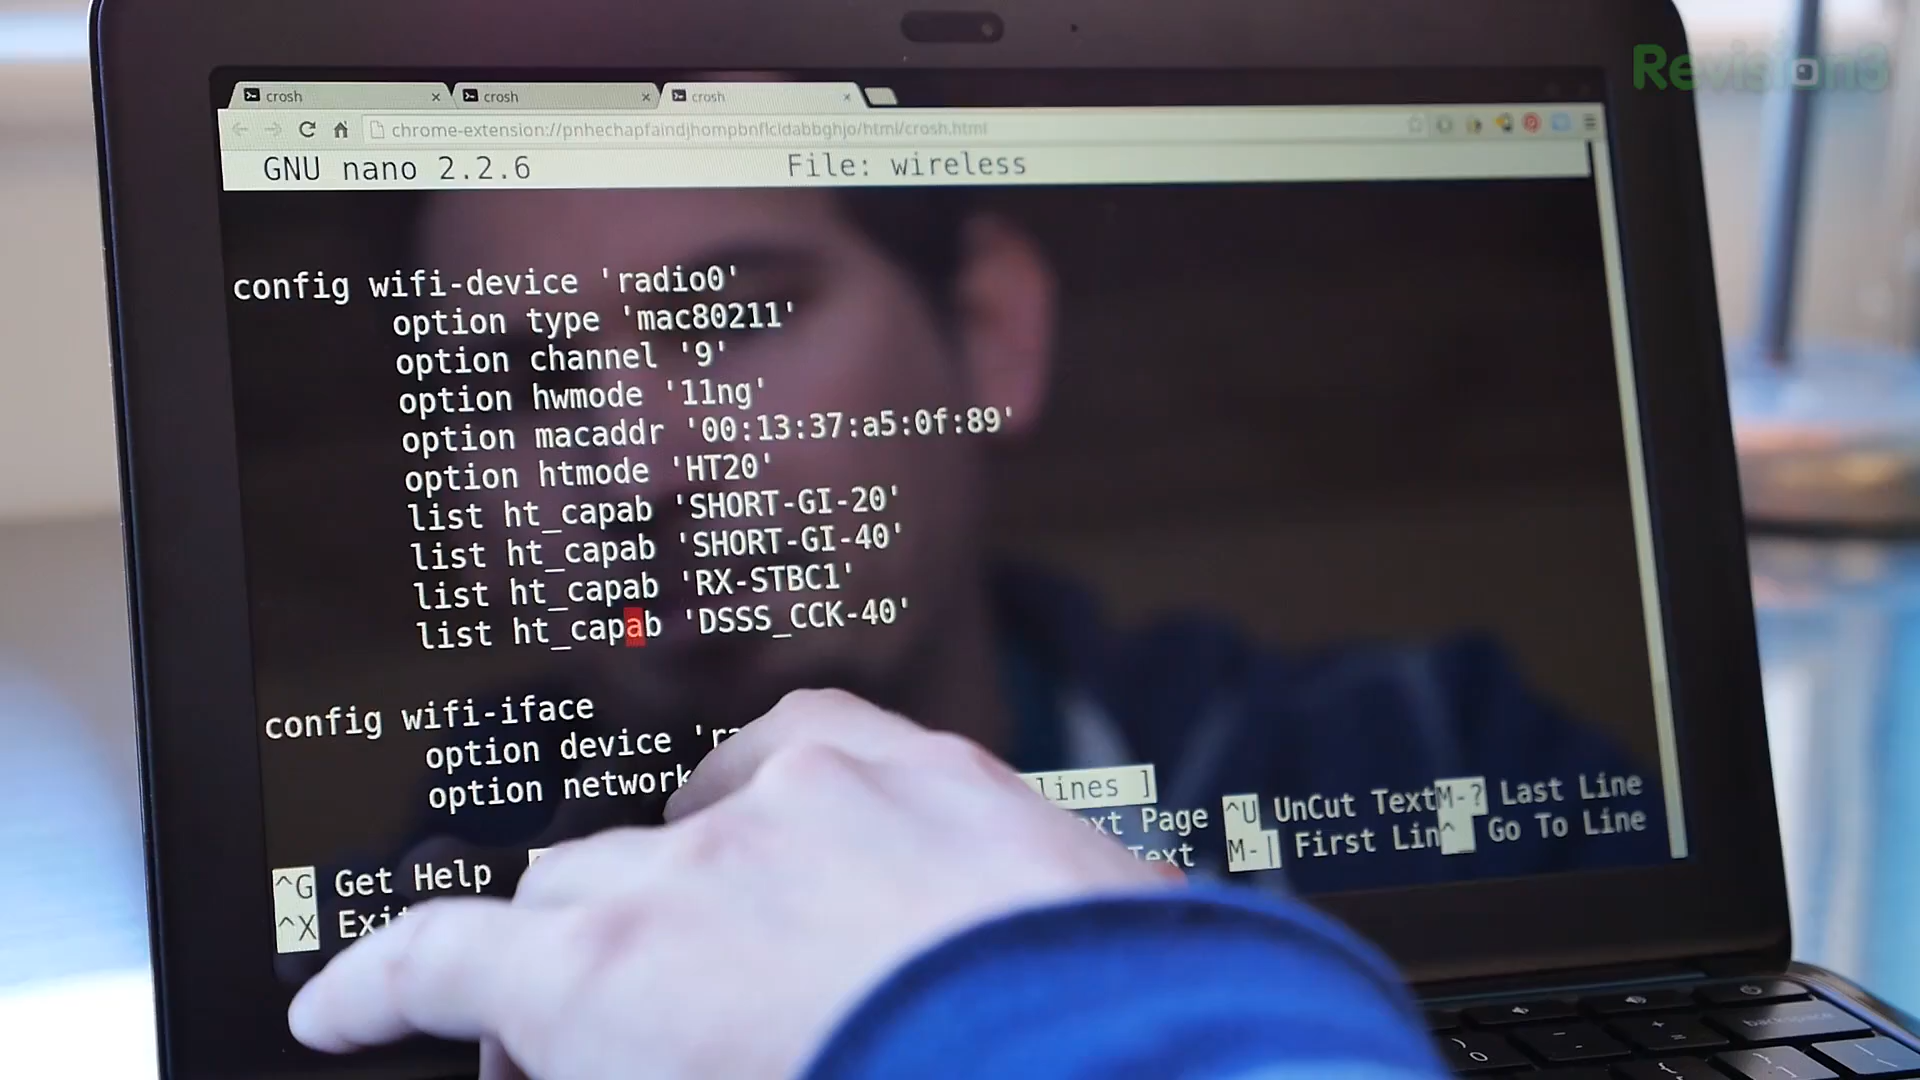 Revision3
crosh
crosh
crosh
chrome-extension://pnhechapfaindjhompbnflcldabbghjo/html/crosh.html
GNU nano 2.2.6 File: wireless
config wifi-device 'radio0'
option type 'mac80211'
option channel '9'
option hwmode '11ng'
option macaddr '00:13:37:a5:0f:89'
option htmode 'HT20'
list ht_capab 'SHORT-GI-20'
list ht_capab 'SHORT-GI-40'
list ht_capab 'RX-STBC1'
list ht_capab 'DSSS_CCK-40'
config wifi-iface
option device
option network
lines ]
^G Get Help Page ^U UnCut Text M-? Last Line
^X Text M-| First Lin ^_ Go To Line
backspace